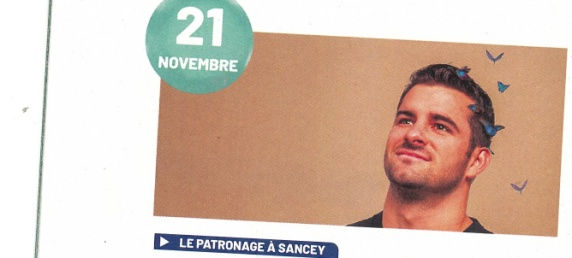 21
NOVEMBRE
LE PATRONAGE À SANCEY